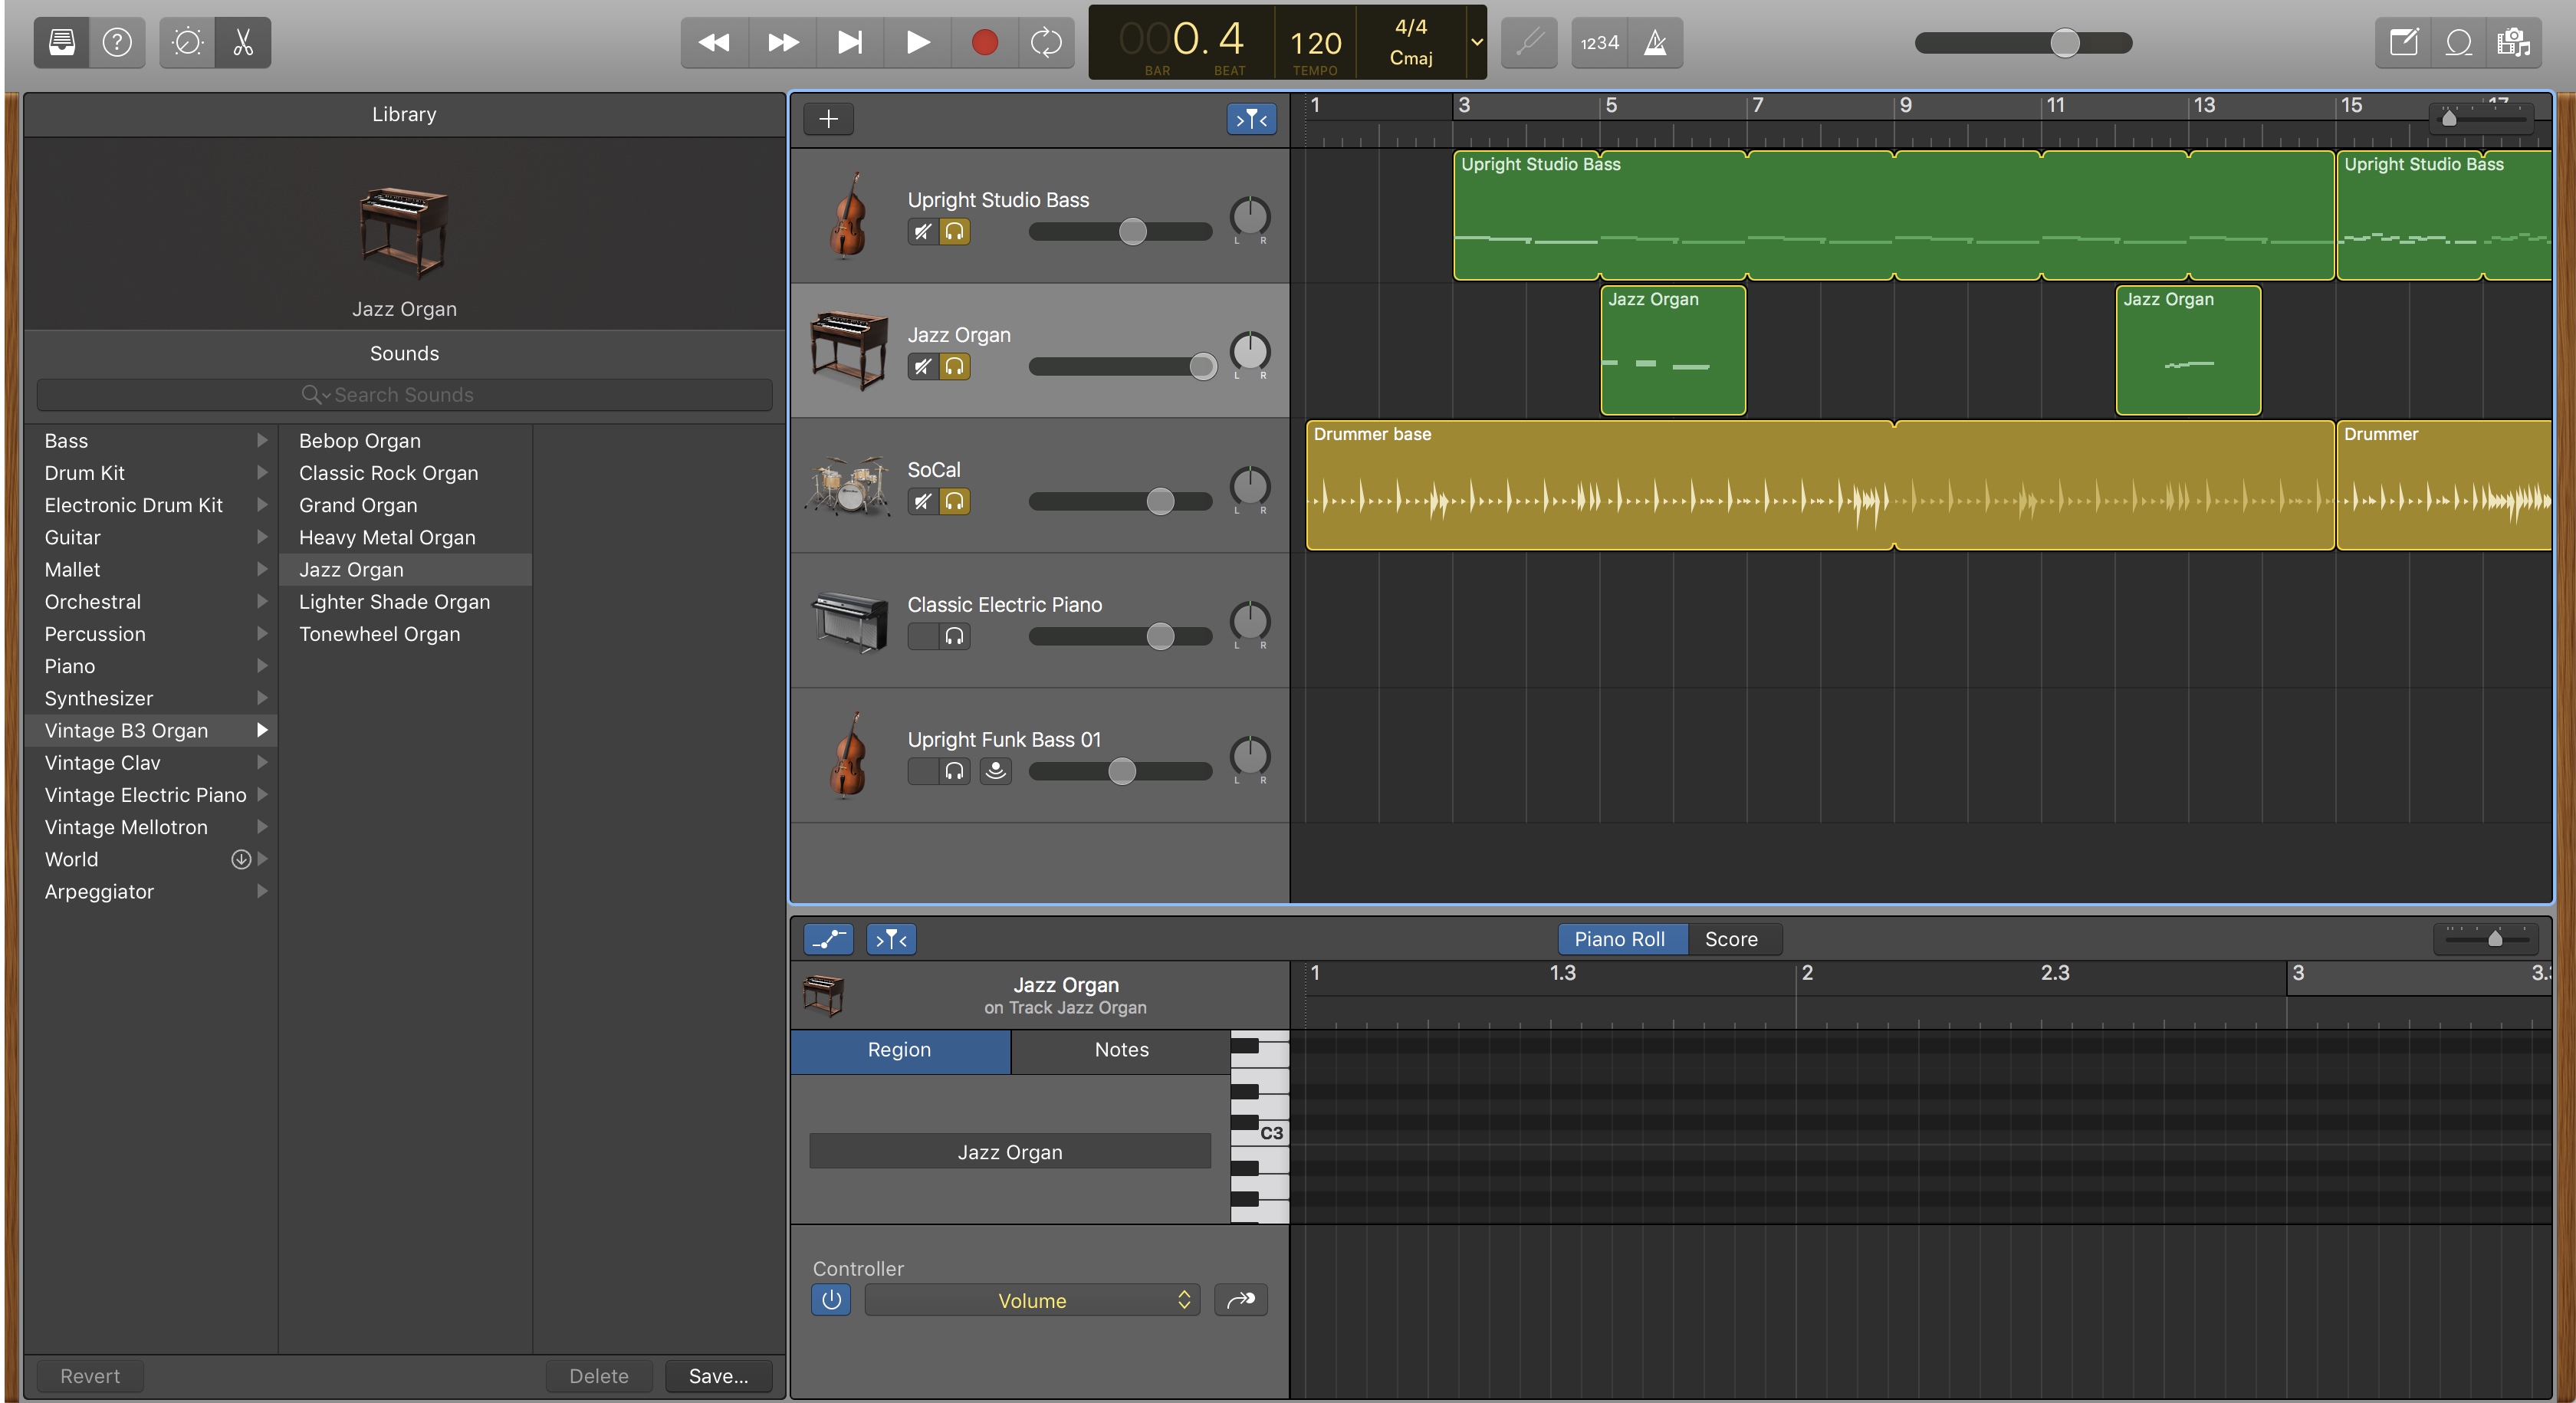 000.4
BAR
BEAT
120
TEMPO
4/4
Cmaj
1234
Library
Jazz Organ
Sounds
Search Sounds
Bass
Drum Kit
Electronic Drum Kit
Guitar
Mallet
Orchestral
Percussion
Piano
Synthesizer
Vintage B3 Organ
Vintage Clav
Vintage Electric Piano
Vintage Mellotron
World
Arpeggiator
Bebop Organ
Classic Rock Organ
Grand Organ
Heavy Metal Organ
Jazz Organ
Lighter Shade Organ
Tonewheel Organ
Revert
Delete
Save...
1 3 5 7 9 11 13 15 17
Upright Studio Bass
L R
Upright Studio Bass
Upright Studio Bass
Jazz Organ
L R
Jazz Organ
Jazz Organ
SoCal
L R
Drummer base
Drummer
Classic Electric Piano
L R
Upright Funk Bass 01
L R
Piano Roll
Score
Jazz Organ
on Track Jazz Organ
1 1.3 2 2.3 3
Region
Notes
C3
Jazz Organ
Controller
Volume